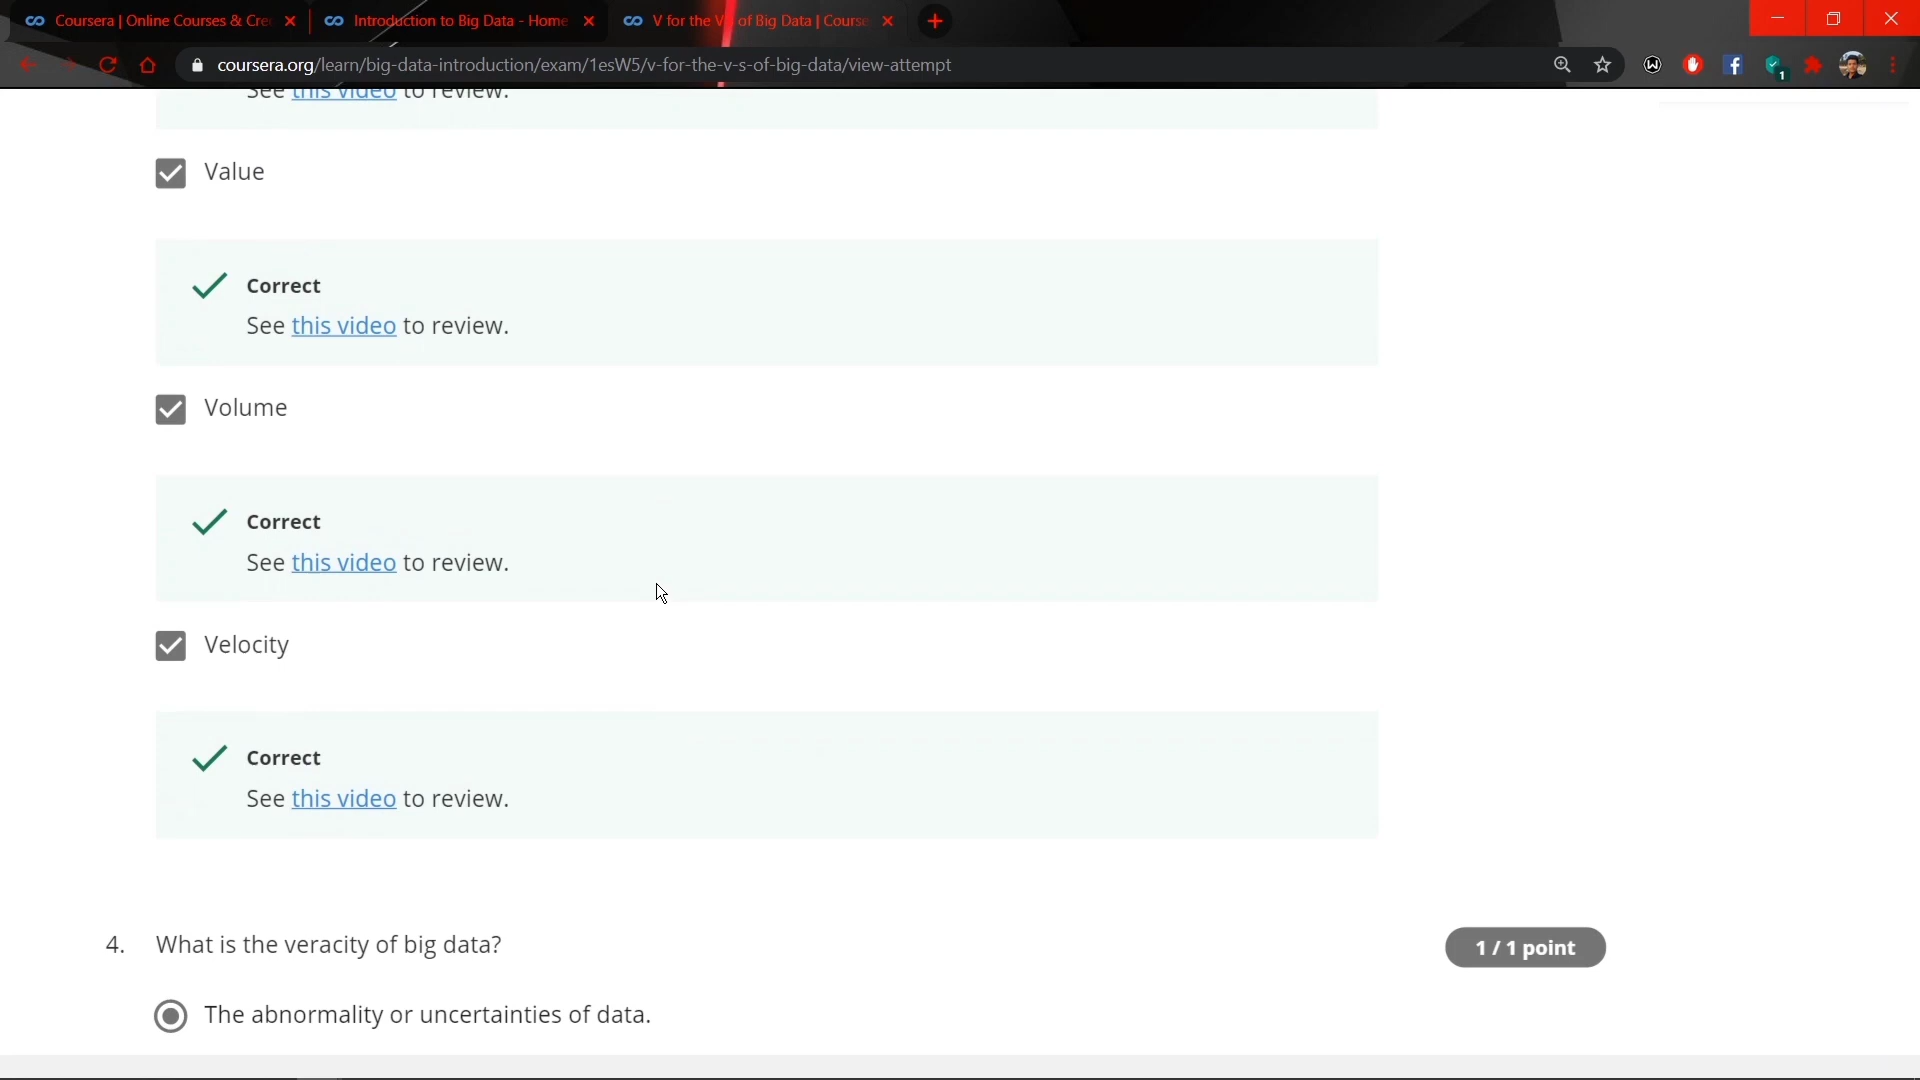 Coursera | Online Courses & Cre
Introduction to Big Data - Home
V for the V's of Big Data | Course
coursera.org/learn/big-data-introduction/exam/1esW5/v-for-the-v-s-of-big-data/view-attempt
1
See this video to review.
Value
Correct
See this video to review.
Volume
Correct
See this video to review.
Velocity
Correct
See this video to review.
4. What is the veracity of big data?
1 / 1 point
The abnormality or uncertainties of data.